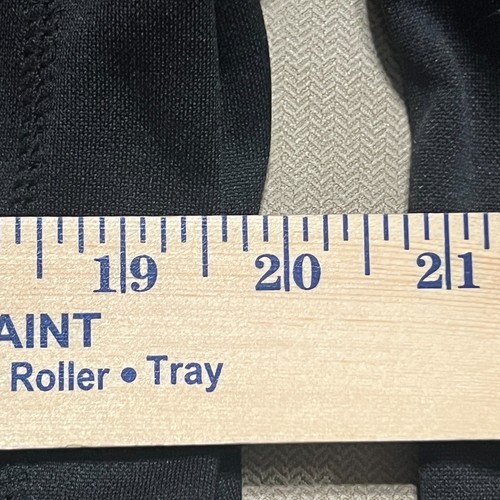 19 20 21
AINT
Roller • Tray